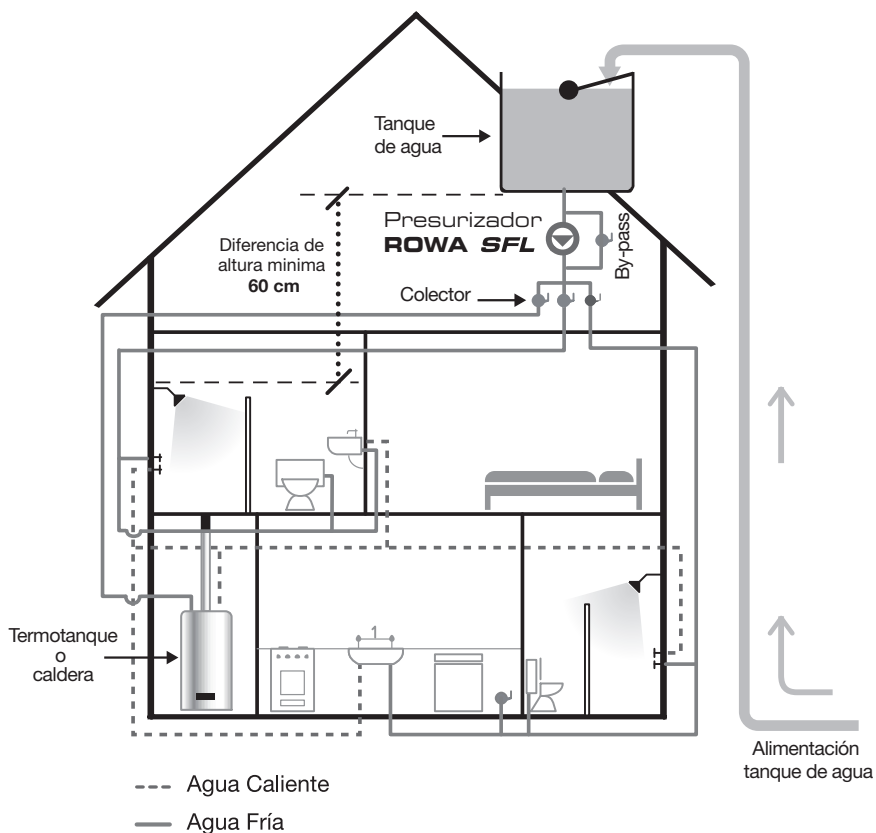 Tanque
de agua
Presurizador
ROWA SFL
By-pass
Diferencia de
altura minima
60 cm
Colector
Termotanque
o
caldera
Alimentación
tanque de agua
Agua Caliente
Agua Fría